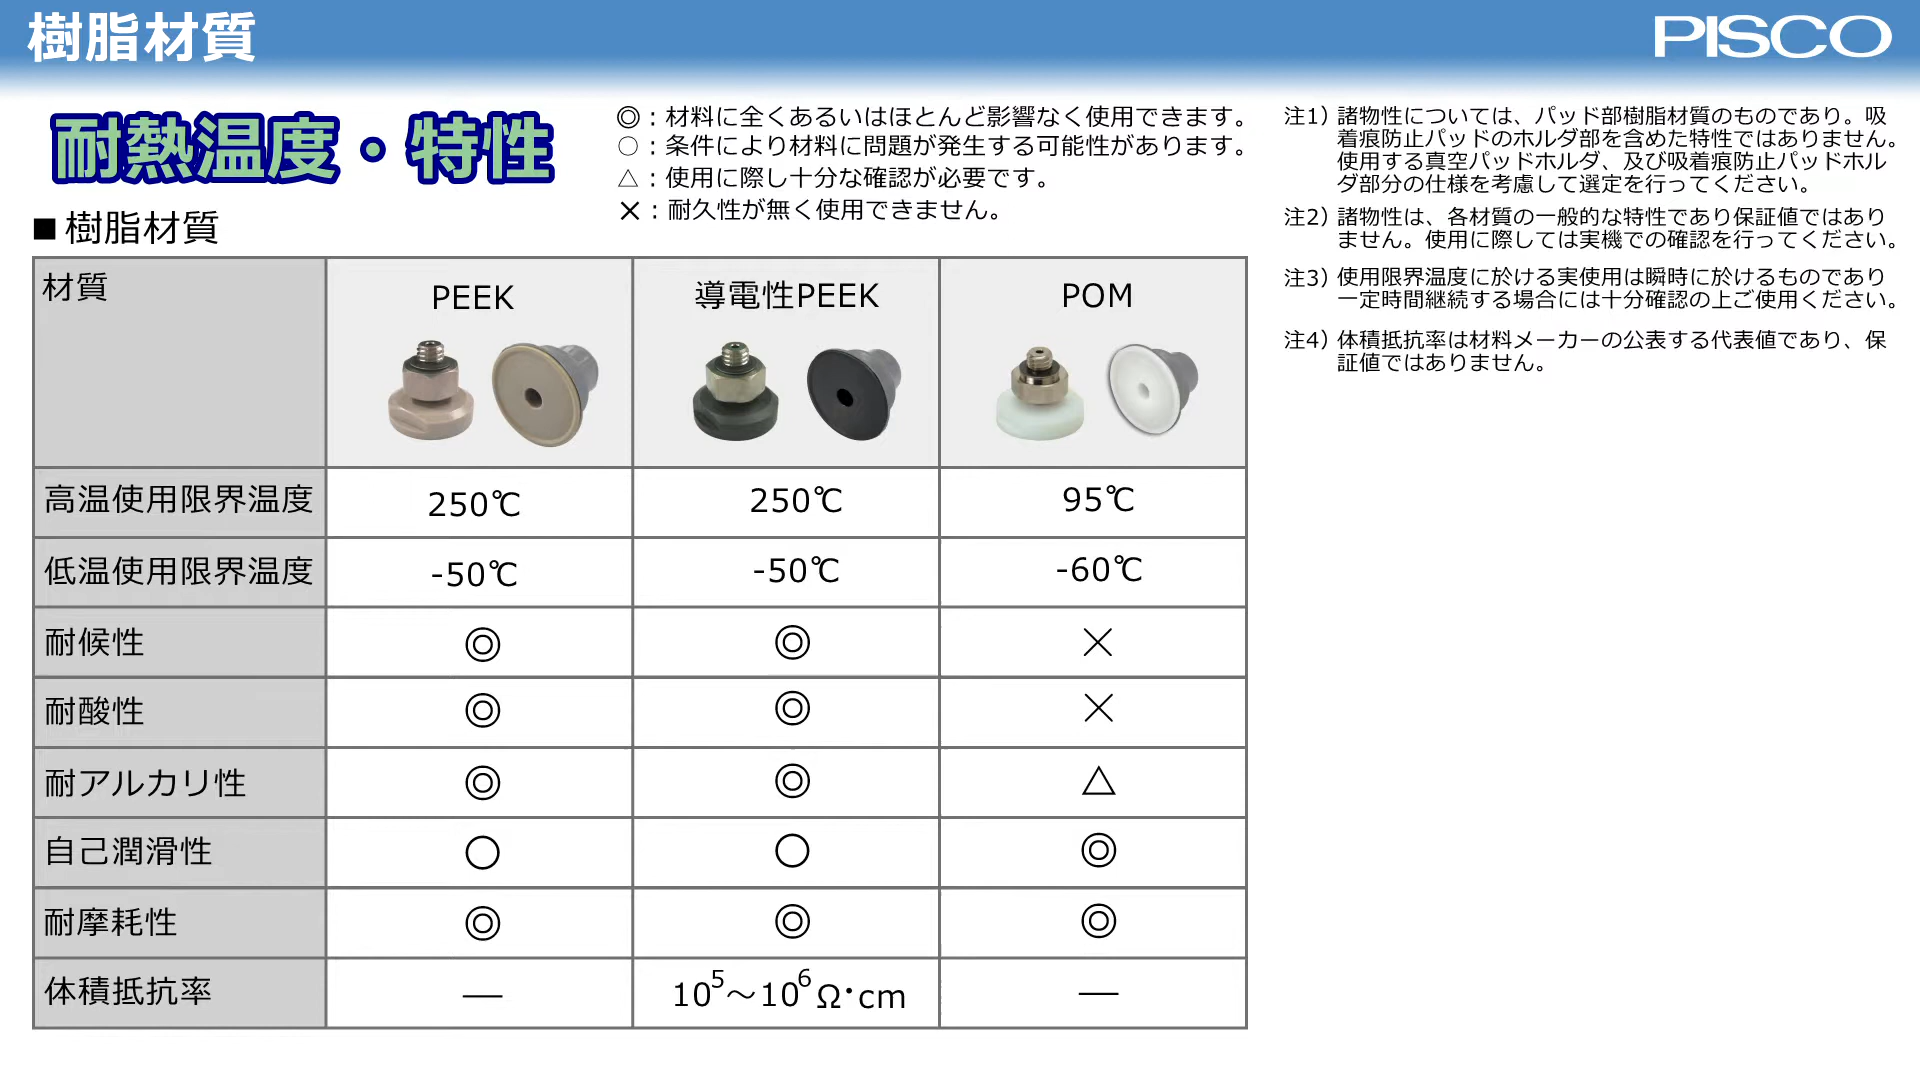 樹脂材質
PISCO
耐熱温度・特性
◎：材料に全くあるいはほとんど影響なく使用できます。
○：条件により材料に問題が発生する可能性があります。
△：使用に際し十分な確認が必要です。
×：耐久性が無く使用できません。
注1）諸物性については、パッド部樹脂材質のものであり。吸
着痕防止パッドのホルダ部を含めた特性ではありません。
使用する真空パッドホルダ、及び吸着痕防止パッドホル
ダ部分の仕様を考慮して選定を行ってください。
注2）諸物性は、各材質の一般的な特性であり保証値ではあり
ません。使用に際しては実機での確認を行ってください。
注3）使用限界温度に於ける実使用は瞬時に於けるものであり
一定時間継続する場合には十分確認の上ご使用ください。
注4）体積抵抗率は材料メーカーの公表する代表値であり、保
証値ではありません。
■樹脂材質
材質 PEEK 導電性PEEK POM
高温使用限界温度 250℃ 250℃ 95℃
低温使用限界温度 -50℃ -50℃ -60℃
耐候性 ◎ ◎ ×
耐酸性 ◎ ◎ ×
耐アルカリ性 ◎ ◎ △
自己潤滑性 ○ ○ ◎
耐摩耗性 ◎ ◎ ◎
体積抵抗率 — 10⁵～10⁶Ω･cm —